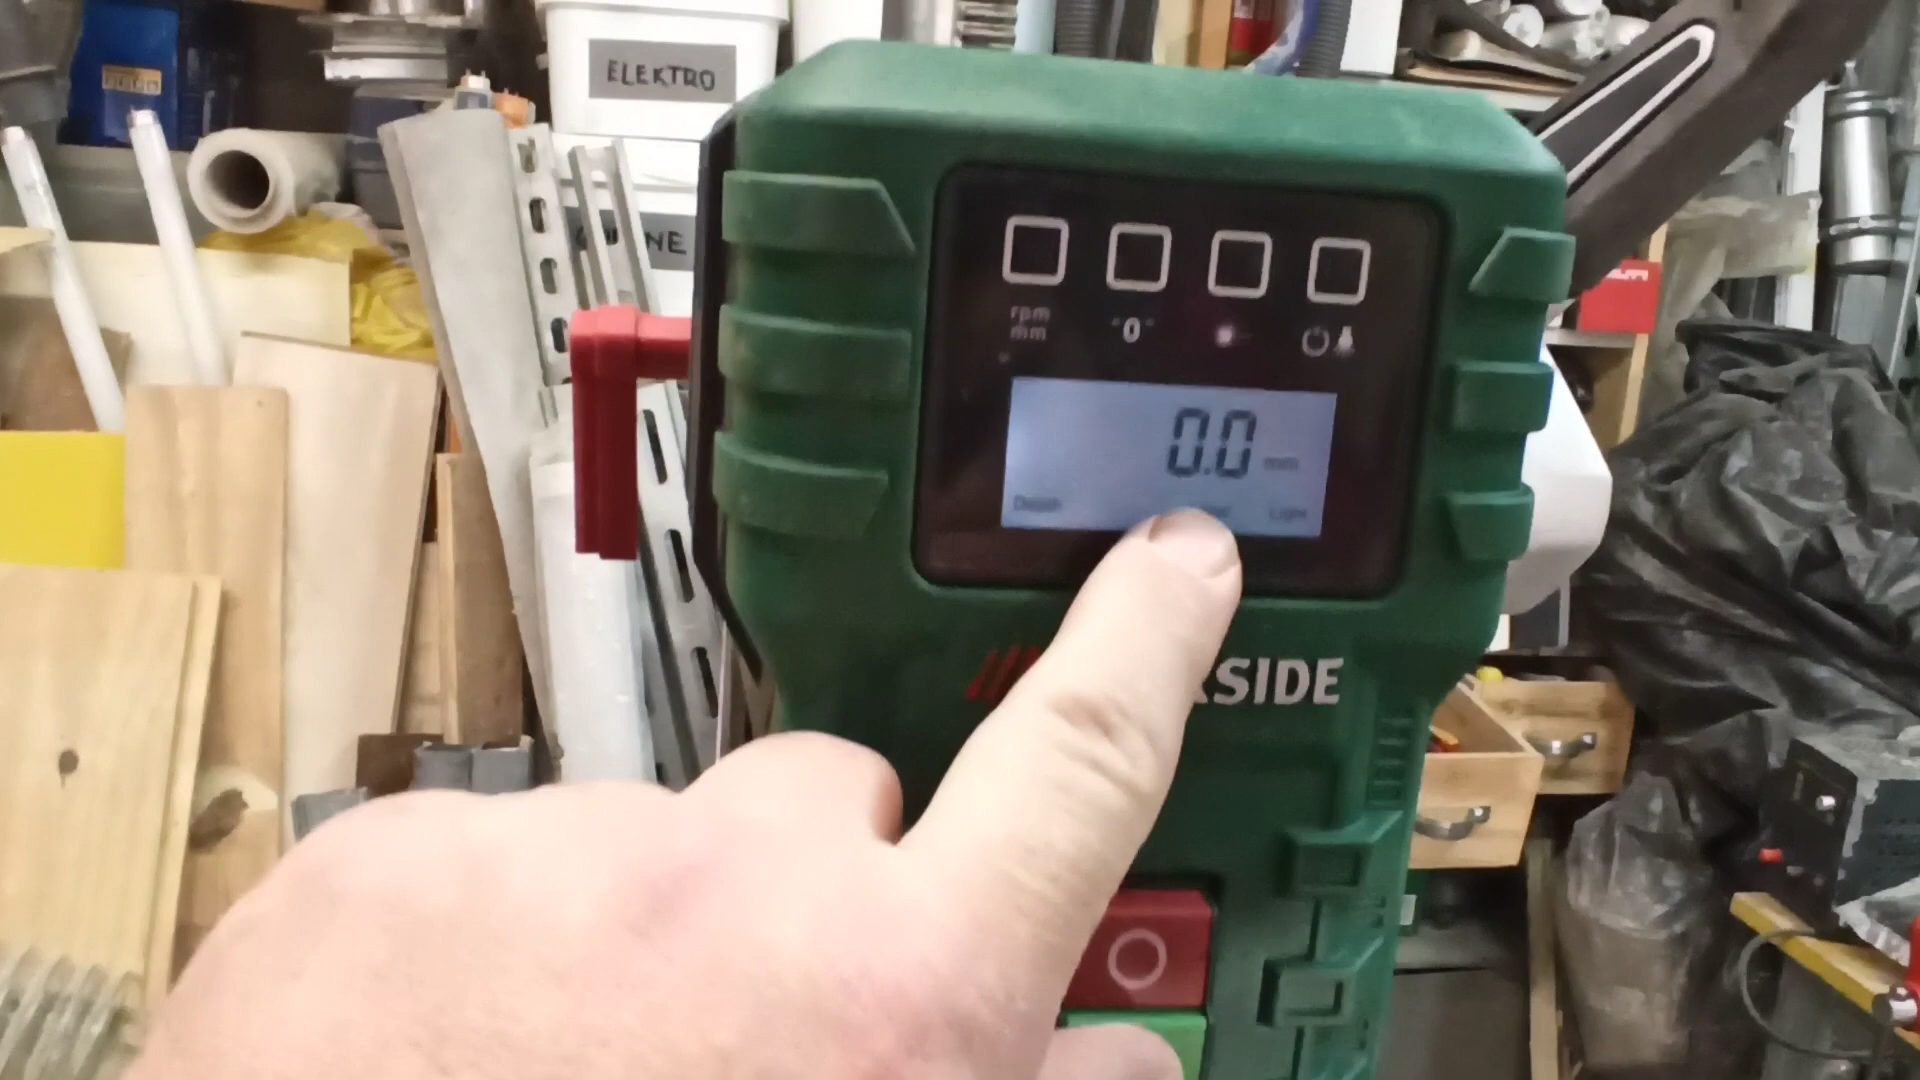 ELEKTRO
rpm
mm
"0"
0.0 mm
Depth
Light
KSIDE